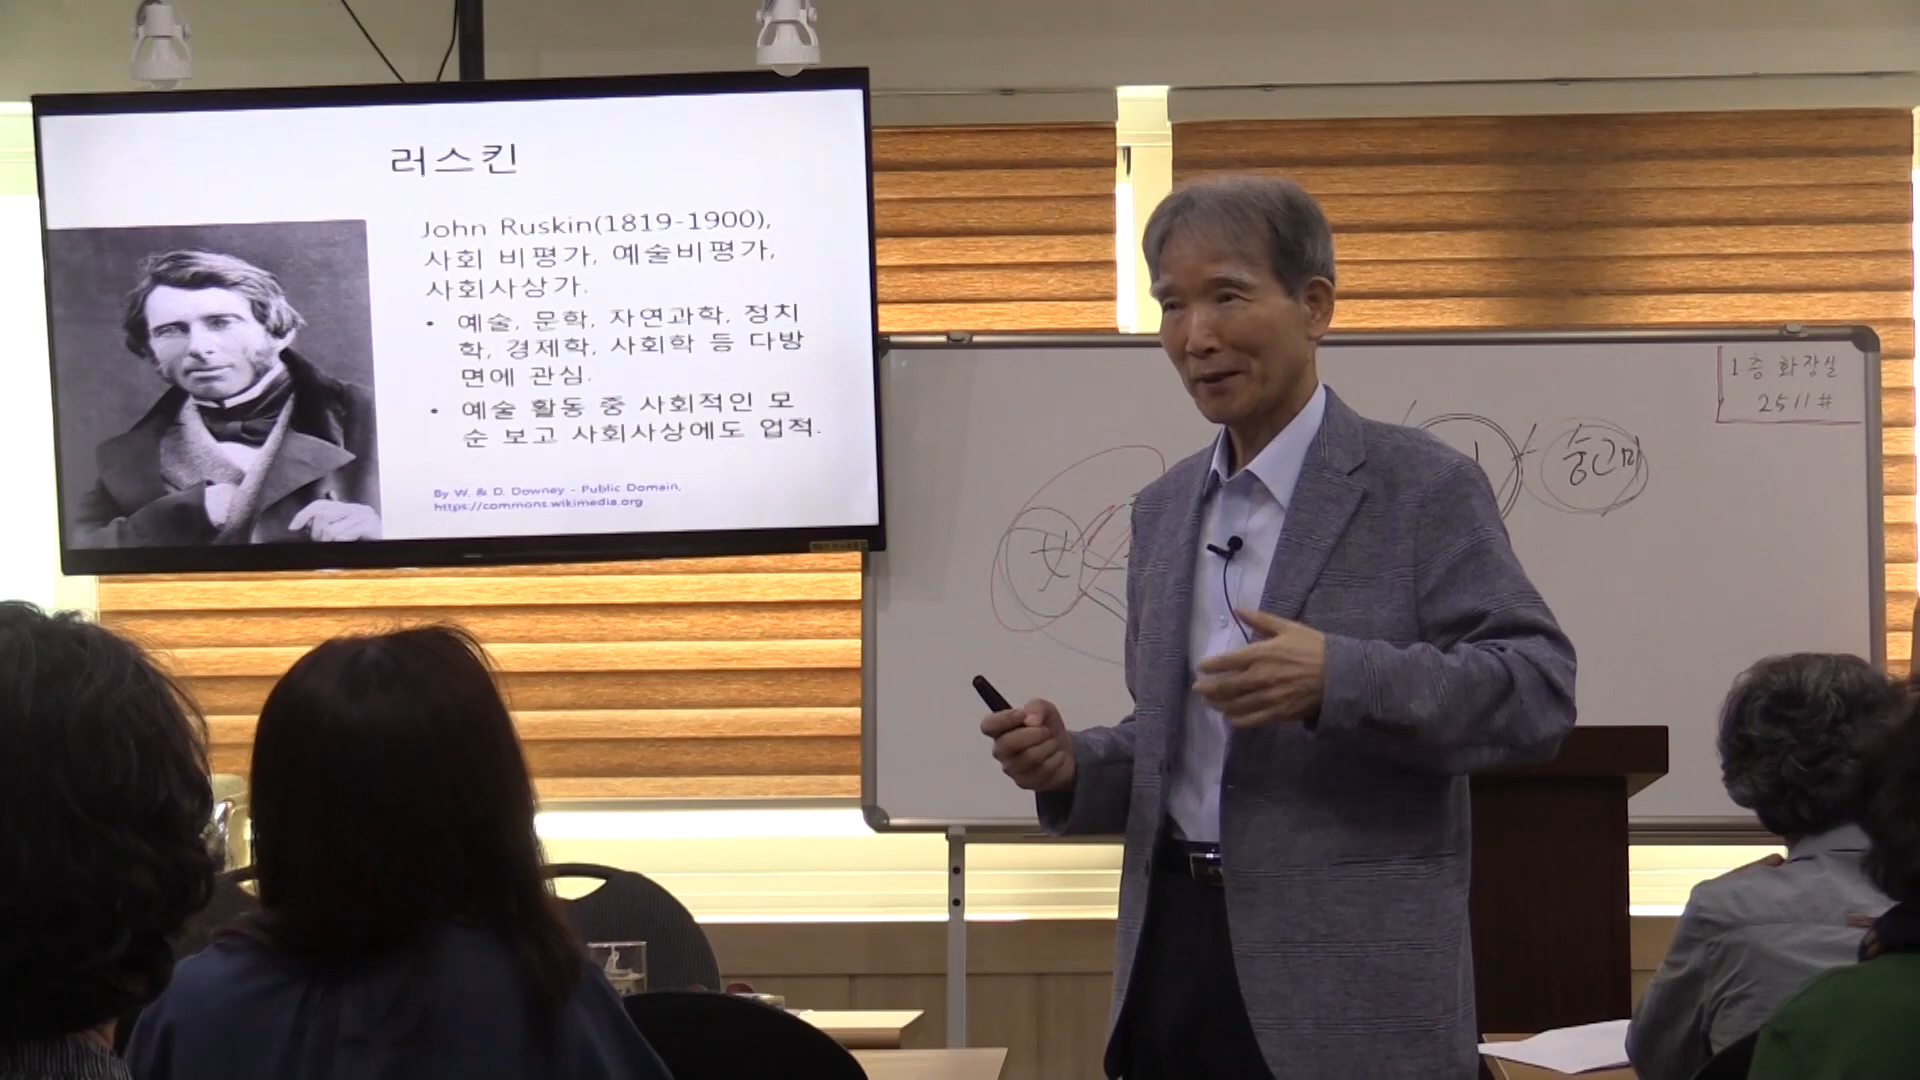 러스킨
John Ruskin(1819-1900),
사회 비평가, 예술비평가,
사회사상가.
• 예술, 문학, 자연과학, 정치
학, 경제학, 사회학 등 다방
면에 관심.
• 예술 활동 중 사회적인 모
순 보고 사회사상에도 업적.
By W. & D. Downey - Public Domain,
https://commons.wikimedia.org
1층 화장실
2511#
숭고미